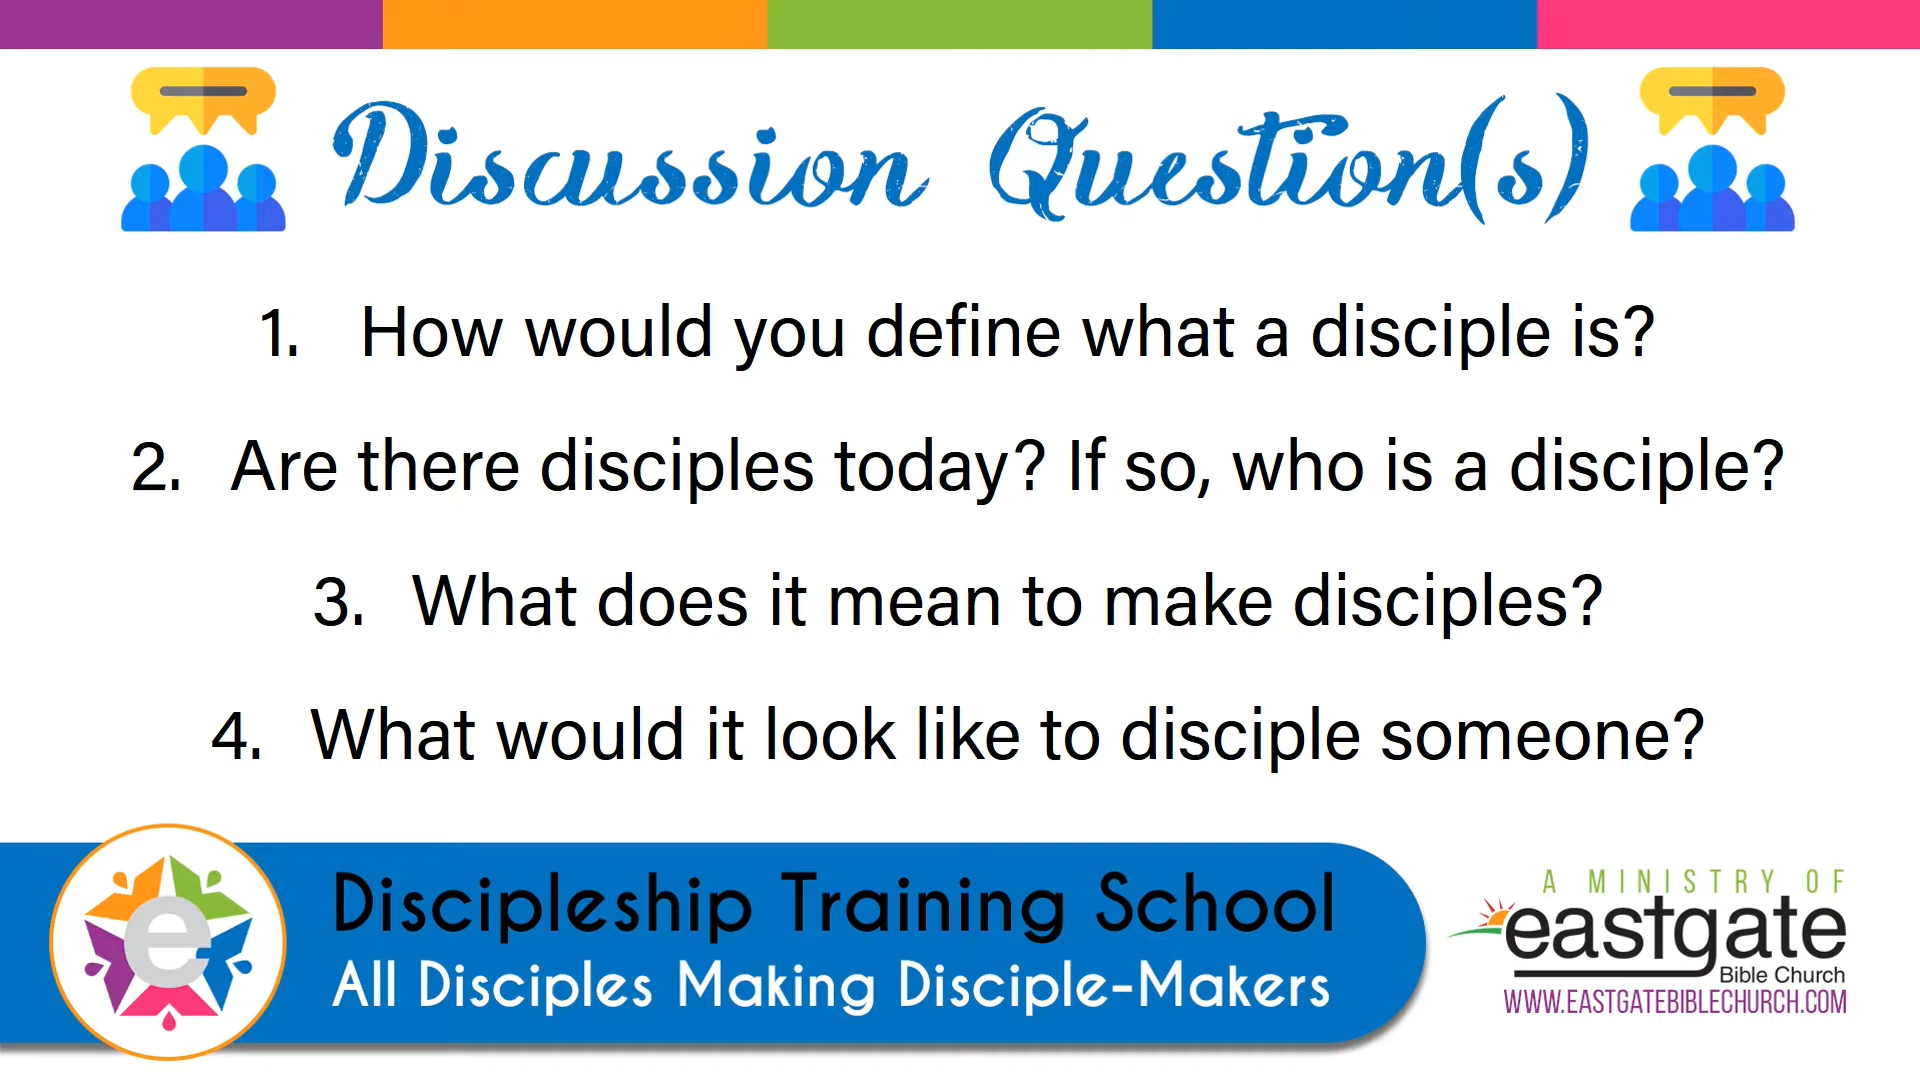 Discussion Question(s)
1. How would you define what a disciple is?
2. Are there disciples today? If so, who is a disciple?
3. What does it mean to make disciples?
4. What would it look like to disciple someone?
e
Discipleship Training School
All Disciples Making Disciple-Makers
A MINISTRY OF
eastgate
Bible Church
WWW.EASTGATEBIBLECHURCH.COM